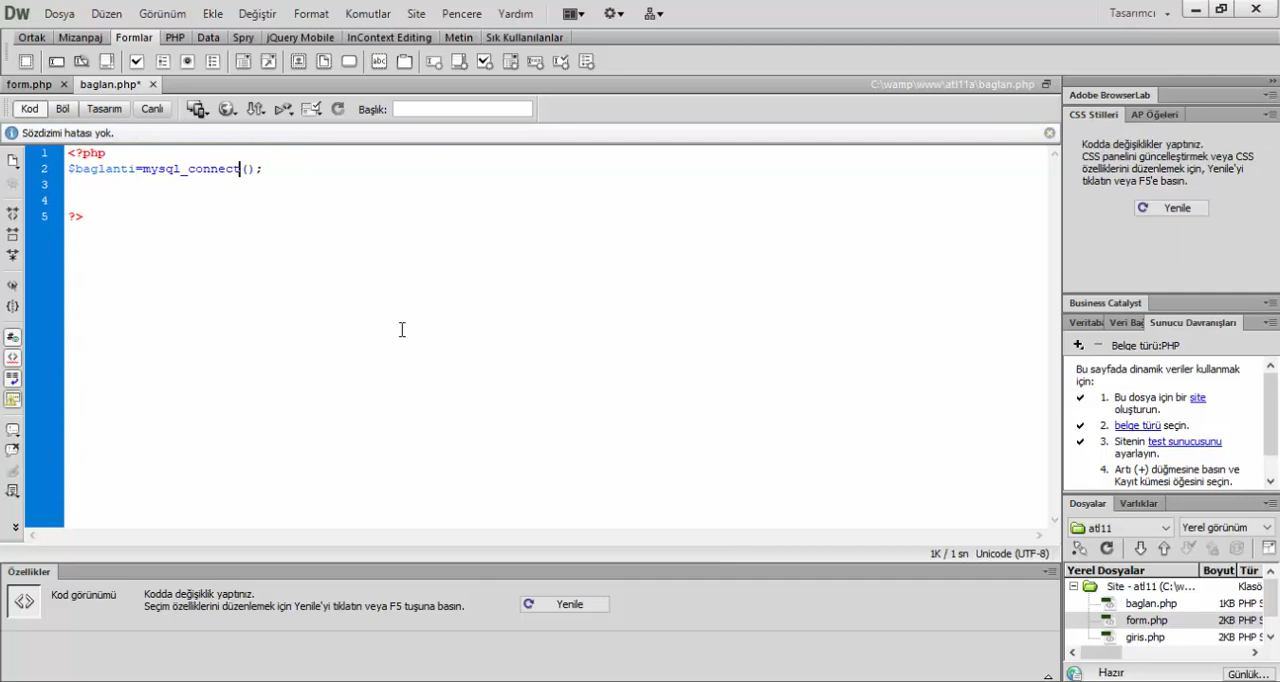 Dw Dosya Düzen Görünüm Ekle Değiştir Format Komutlar Site Pencere Yardım Tasarımcı
Ortak Mizanpaj Formlar PHP Data Spry jQuery Mobile InContext Editing Metin Sık Kullanılanlar
form.php baglan.php* C:\wamp\www\atl11a\baglan.php
Kod Böl Tasarım Canlı Başlık:
Sözdizimi hatası yok.
1 <?php
2 $baglanti=mysql_connect();
3
4
5 ?>
1K / 1 sn Unicode (UTF-8)
Özellikler
Kod görünümü
Kodda değişiklik yaptınız.
Seçim özelliklerini düzenlemek için Yenile'yi tıklatın veya F5 tuşuna basın.
Yenile
Adobe BrowserLab
CSS Stilleri AP Öğeleri
Kodda değişiklikler yaptınız.
CSS panelini güncelleştirmek veya CSS
özelliklerini düzenlemek için, Yenile'yi
tıklatın veya F5'e basın.
Yenile
Business Catalyst
Veritaba Veri Bağ Sunucu Davranışları
Belge türü:PHP
Bu sayfada dinamik veriler kullanmak
için:
1. Bu dosya için bir site
oluşturun.
2. belge türü seçin.
3. Sitenin test sunucusunu
ayarlayın.
4. Artı (+) düğmesine basın ve
Kayıt kümesi öğesini seçin.
Dosyalar Varlıklar
atl11 Yerel görünüm
Yerel Dosyalar Boyut Tür
Site - atl11 (C:\w... Klasö
baglan.php 1KB PHP S
form.php 2KB PHP S
giris.php 2KB PHP S
Hazır Günlük...